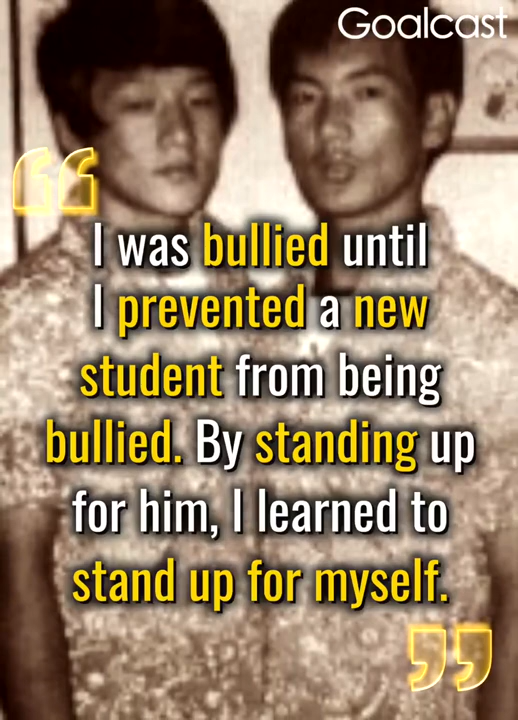 Goalcast
“
I was bullied until
I prevented a new
student from being
bullied. By standing up
for him, I learned to
stand up for myself.
”